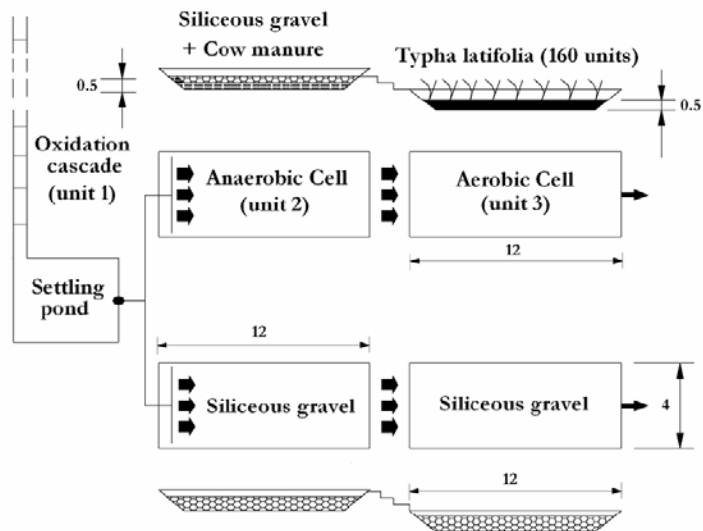 Siliceous gravel
+ Cow manure
Typha latifolia (160 units)
0.5
0.5
Oxidation
cascade
(unit 1)
Anaerobic Cell
(unit 2)
Aerobic Cell
(unit 3)
12
Settling
pond
12
Siliceous gravel
Siliceous gravel
4
12